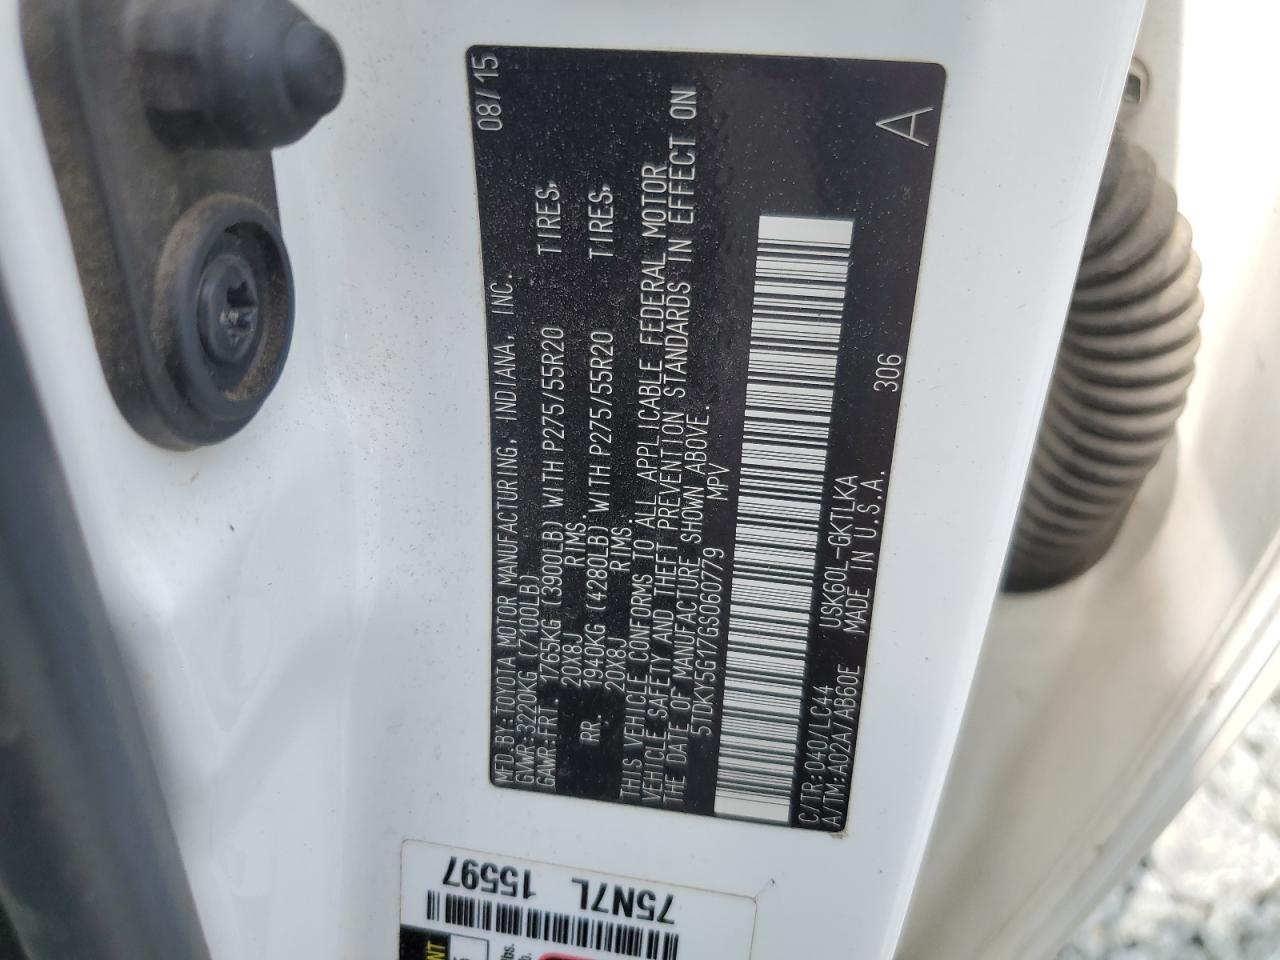 MFD.BY:TOYOTA MOTOR MANUFACTURING, INDIANA, INC. 08/15
GVWR:3220KG (7100LB)
GAWR:FRT. 1765KG (3900LB) WITH P275/55R20 TIRES,
20X8J RIMS.
RR. 1940KG (4280LB) WITH P275/55R20 TIRES,
20X8J RIMS.
THIS VEHICLE CONFORMS TO ALL APPLICABLE FEDERAL MOTOR
VEHICLE SAFETY AND THEFT PREVENTION STANDARDS IN EFFECT ON
THE DATE OF MANUFACTURE SHOWN ABOVE.
5TDKY5G17GS060779 MPV
C/TR:040/LC44 USK60L-GKTLKA 306
A/TM:A02A/AB60E MADE IN U.S.A. A
75N7L
15597
lbs.